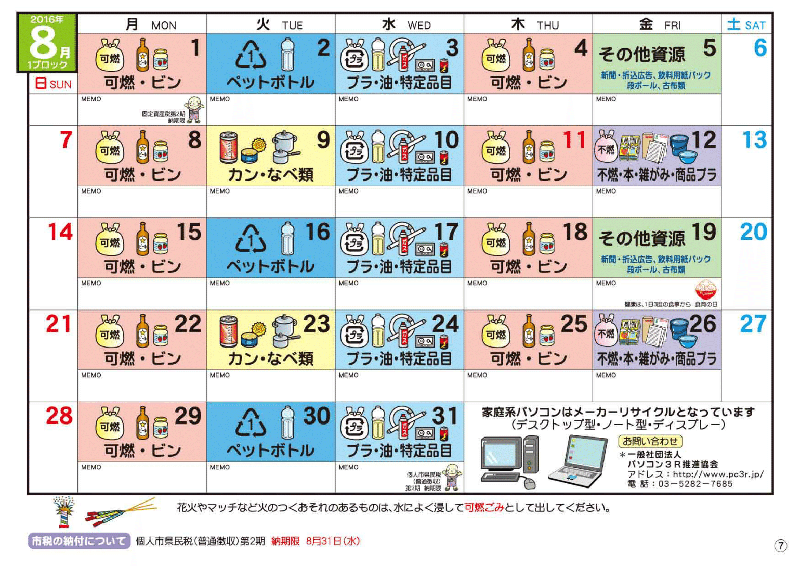 2016年
8月
1ブロック
月 MON
火 TUE
水 WED
木 THU
金 FRI
土 SAT
日 SUN
可燃 1
可燃・ビン
MEMO
固定資産税第2期
納期限
1 2
ペットボトル
MEMO
プラ 3
プラ・油・特定品目
MEMO
可燃 4
可燃・ビン
MEMO
その他資源 5
新聞・折込広告、飲料用紙パック
段ボール、古布類
MEMO
6
7
可燃 8
可燃・ビン
MEMO
9
カン・なべ類
MEMO
プラ 10
プラ・油・特定品目
MEMO
可燃 11
可燃・ビン
MEMO
不燃 12
不燃・本・雑がみ・商品プラ
MEMO
13
14
可燃 15
可燃・ビン
MEMO
1 16
ペットボトル
MEMO
プラ 17
プラ・油・特定品目
MEMO
可燃 18
可燃・ビン
MEMO
その他資源 19
新聞・折込広告、飲料用紙パック
段ボール、古布類
MEMO
健康は、1日3回の食事から 食育の日
20
21
可燃 22
可燃・ビン
MEMO
23
カン・なべ類
MEMO
プラ 24
プラ・油・特定品目
MEMO
可燃 25
可燃・ビン
MEMO
不燃 26
不燃・本・雑がみ・商品プラ
MEMO
27
28
可燃 29
可燃・ビン
MEMO
1 30
ペットボトル
MEMO
プラ 31
プラ・油・特定品目
MEMO
個人市県民税
(普通徴収)
第2期 納期限
家庭系パソコンはメーカーリサイクルとなっています
(デスクトップ型・ノート型・ディスプレー)
お問い合わせ
*一般社団法人
パソコン3R推進協会
アドレス:http://www.pc3r.jp/
電話:03-5282-7685
花火やマッチなど火のつくおそれのあるものは、水によく浸して可燃ごみとして出してください。
市税の納付について 個人市県民税(普通徴収)第2期 納期限 8月31日(水)
⑦